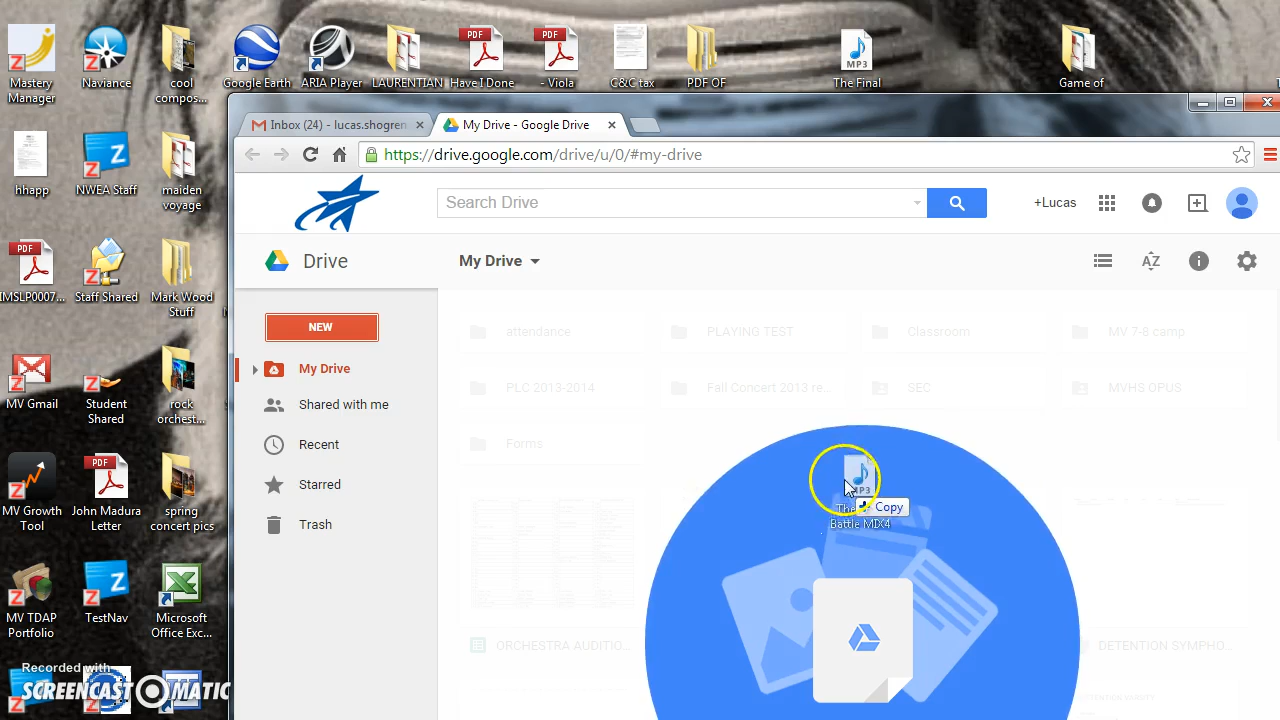 Mastery
Manager
Naviance
cool
compos...
Google Earth
ARIA Player
LAURENTIAN
PDF
Have I Done
PDF
- Viola
C&C tax
PDF OF
MP3
The Final
Game of
Inbox (24) - lucas.shogren
My Drive - Google Drive
https://drive.google.com/drive/u/0/#my-drive
hhapp
NWEA Staff
maiden
voyage
Search Drive
+Lucas
Drive
My Drive
AZ
PDF
IMSLP0007...
Staff Shared
Mark Wood
Stuff
NEW
attendance
PLAYING TEST
Classroom
MV 7-8 camp
My Drive
PLC 2013-2014
Fall Concert 2013 re...
SEC
MVHS OPUS
MV Gmail
Student
Shared
rock
orchest...
Shared with me
Recent
Forms
Starred
PDF
MV Growth
Tool
John Madura
Letter
spring
concert pics
Trash
MP3
The
Copy
Battle MIX4
MV TDAP
Portfolio
TestNav
Microsoft
Office Exc...
ORCHESTRA AUDITIO...
DETENTION SYMPHO...
Recorded with
SCREENCAST MATIC